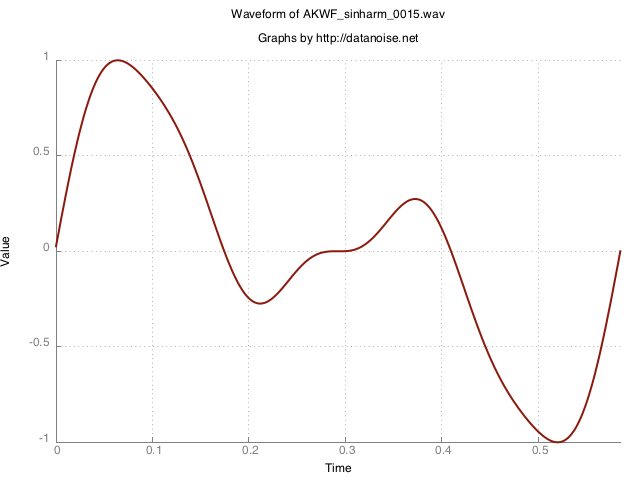 Waveform of AKWF_sinharm_0015.wav
Graphs by http://datanoise.net
1
0.5
0
-0.5
-1
Value
0
0.1
0.2
0.3
0.4
0.5
Time